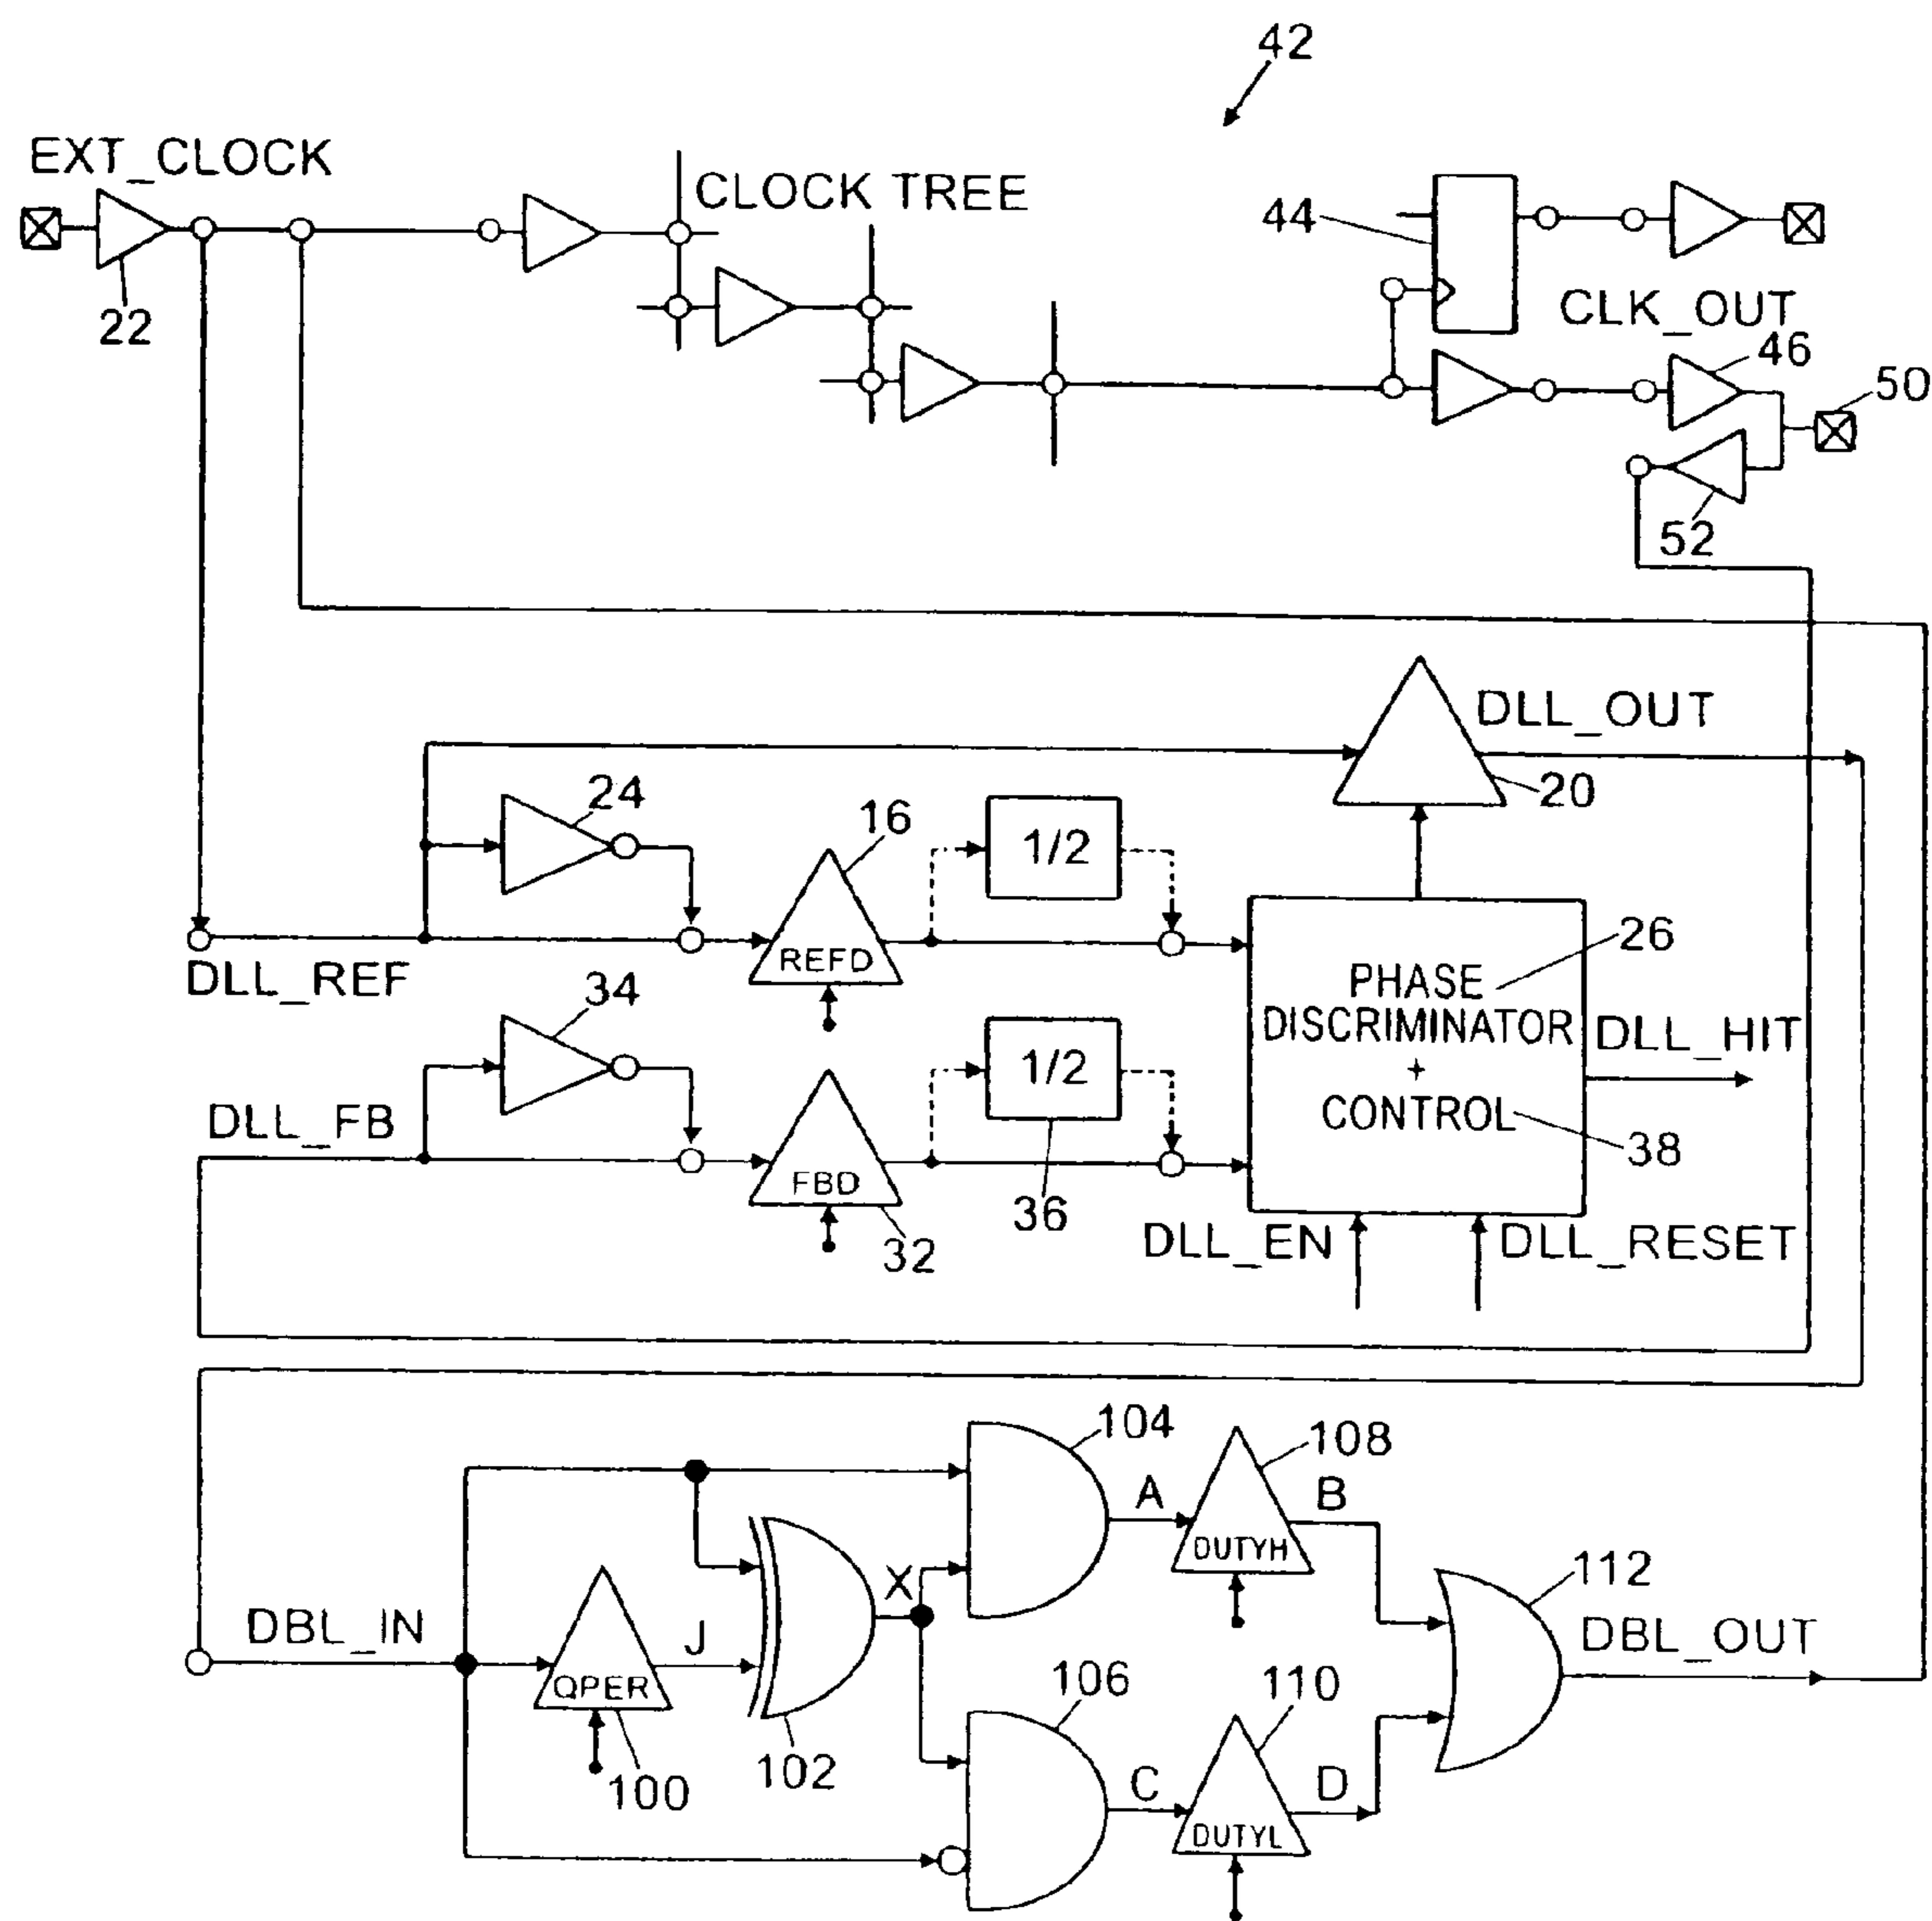 42
EXT_CLOCK
CLOCK TREE
44
22
CLK_OUT
46
50
52
DLL_OUT
24
16
1/2
20
DLL_REF
REFD
PHASE
DISCRIMINATOR
+
CONTROL
26
34
1/2
DLL_HIT
DLL_FB
FBD
38
36
32
DLL_EN
DLL_RESET
104
108
A
B
DUTYH
112
X
DBL_IN
J
DBL_OUT
QPER
106
110
102
100
C
D
DUTYL